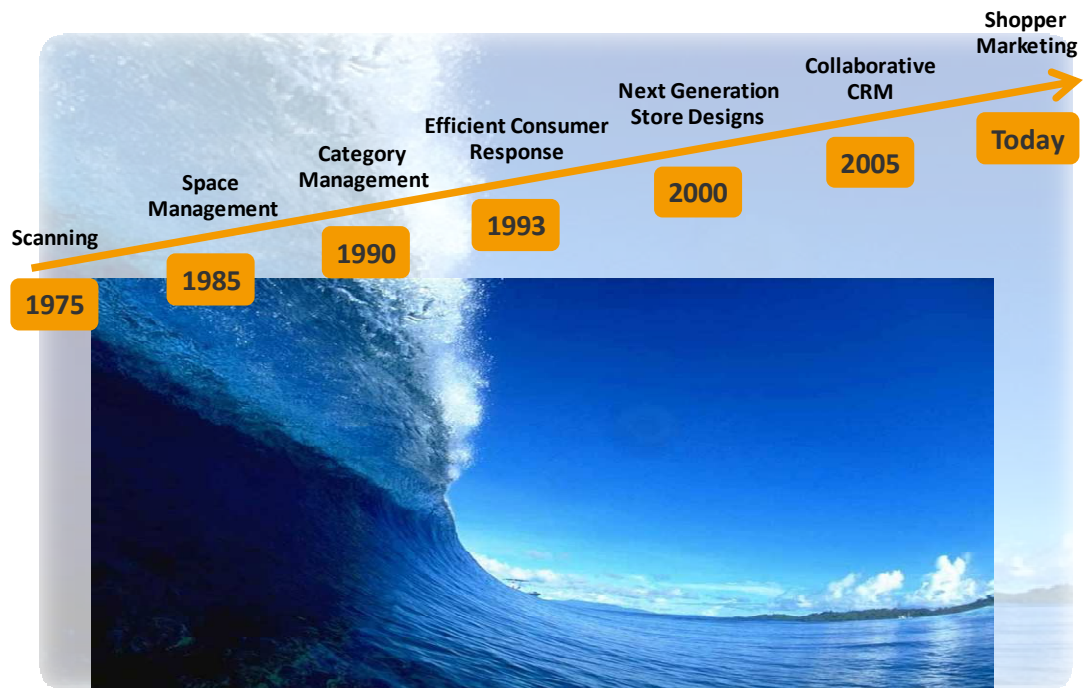 Shopper
Marketing
Collaborative
CRM
Next Generation
Store Designs
Efficient Consumer
Response
Category
Management
Space
Management
Scanning
Today
2005
2000
1993
1990
1985
1975